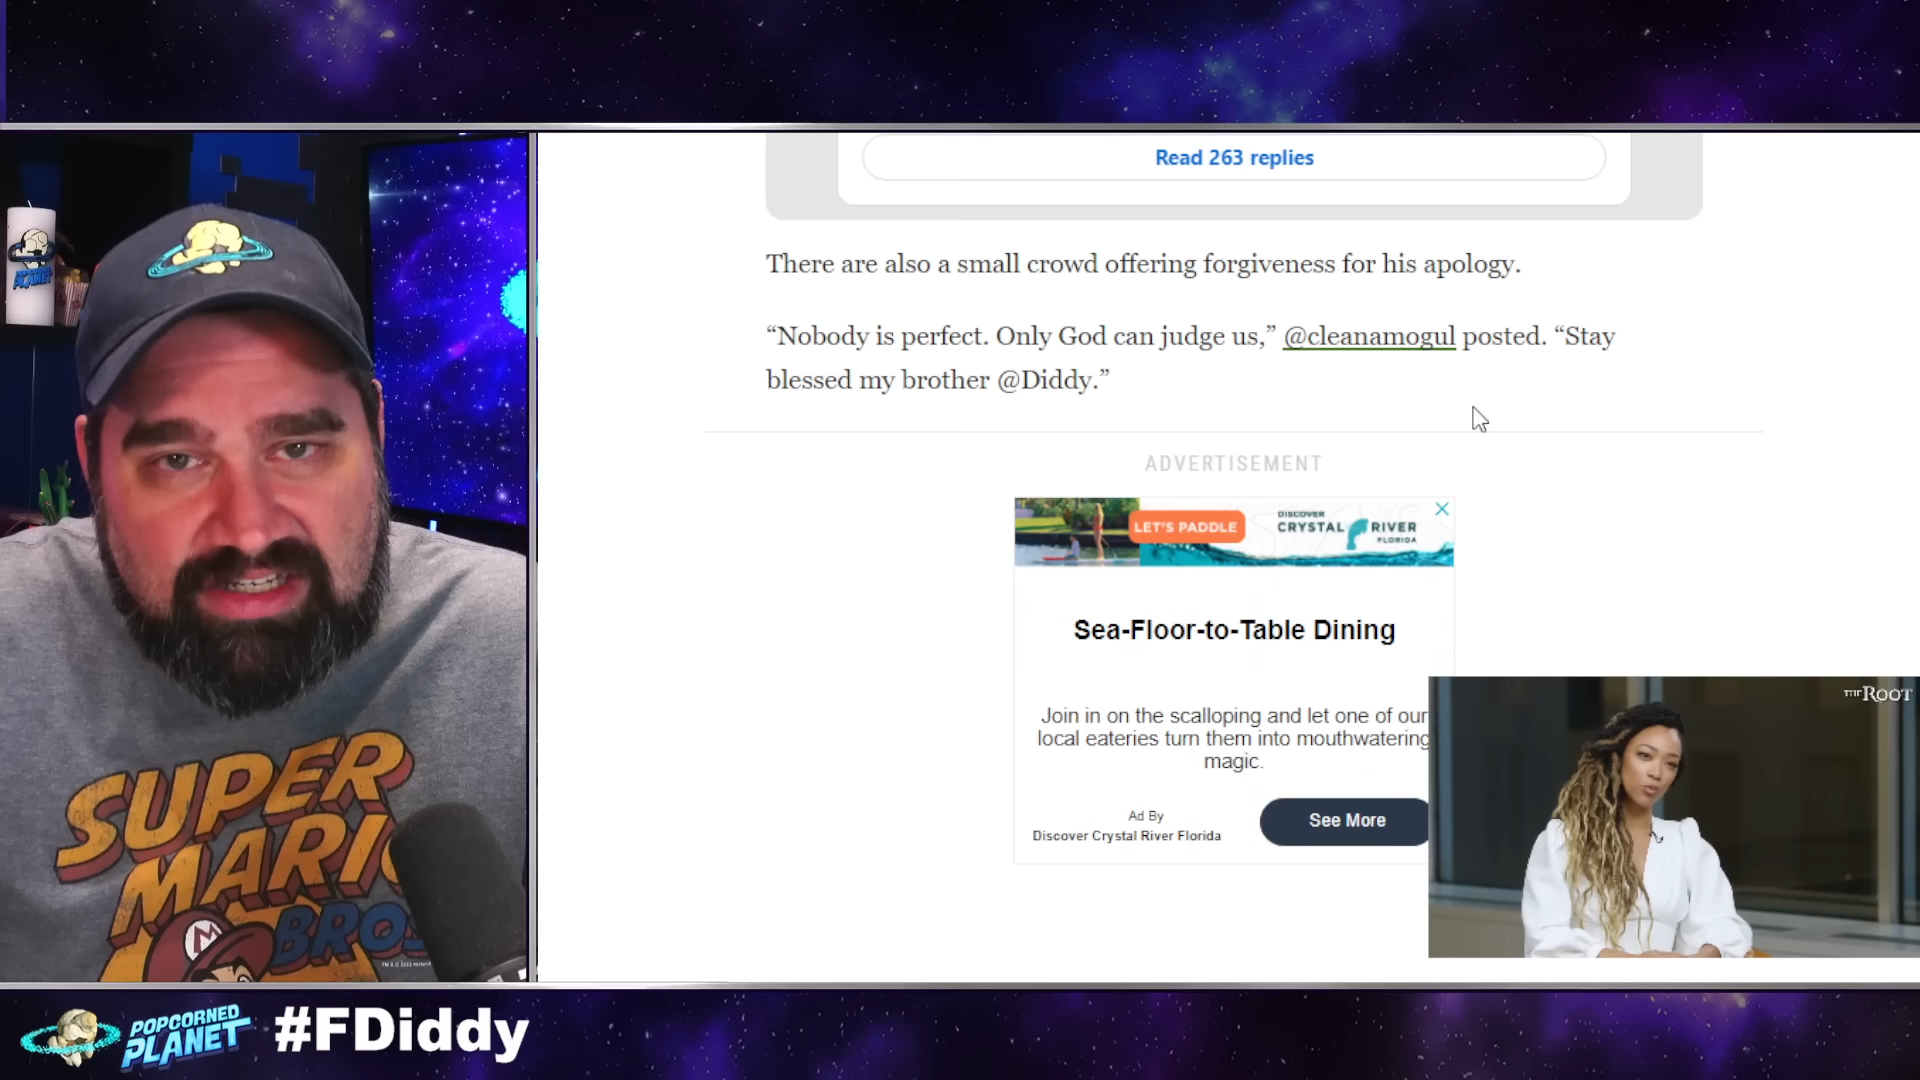 Read 263 replies
There are also a small crowd offering forgiveness for his apology.
“Nobody is perfect. Only God can judge us,” @cleanamogul posted. “Stay
blessed my brother @Diddy.”
ADVERTISEMENT
LET'S PADDLE
DISCOVER
CRYSTAL RIVER
FLORIDA
Sea-Floor-to-Table Dining
Join in on the scalloping and let one of our
local eateries turn them into mouthwatering
magic.
Ad By
Discover Crystal River Florida
See More
THE ROOT
POPCORNED
PLANET
SUPER
MARIO
BROS
M
POPCORNED
PLANET
#FDiddy